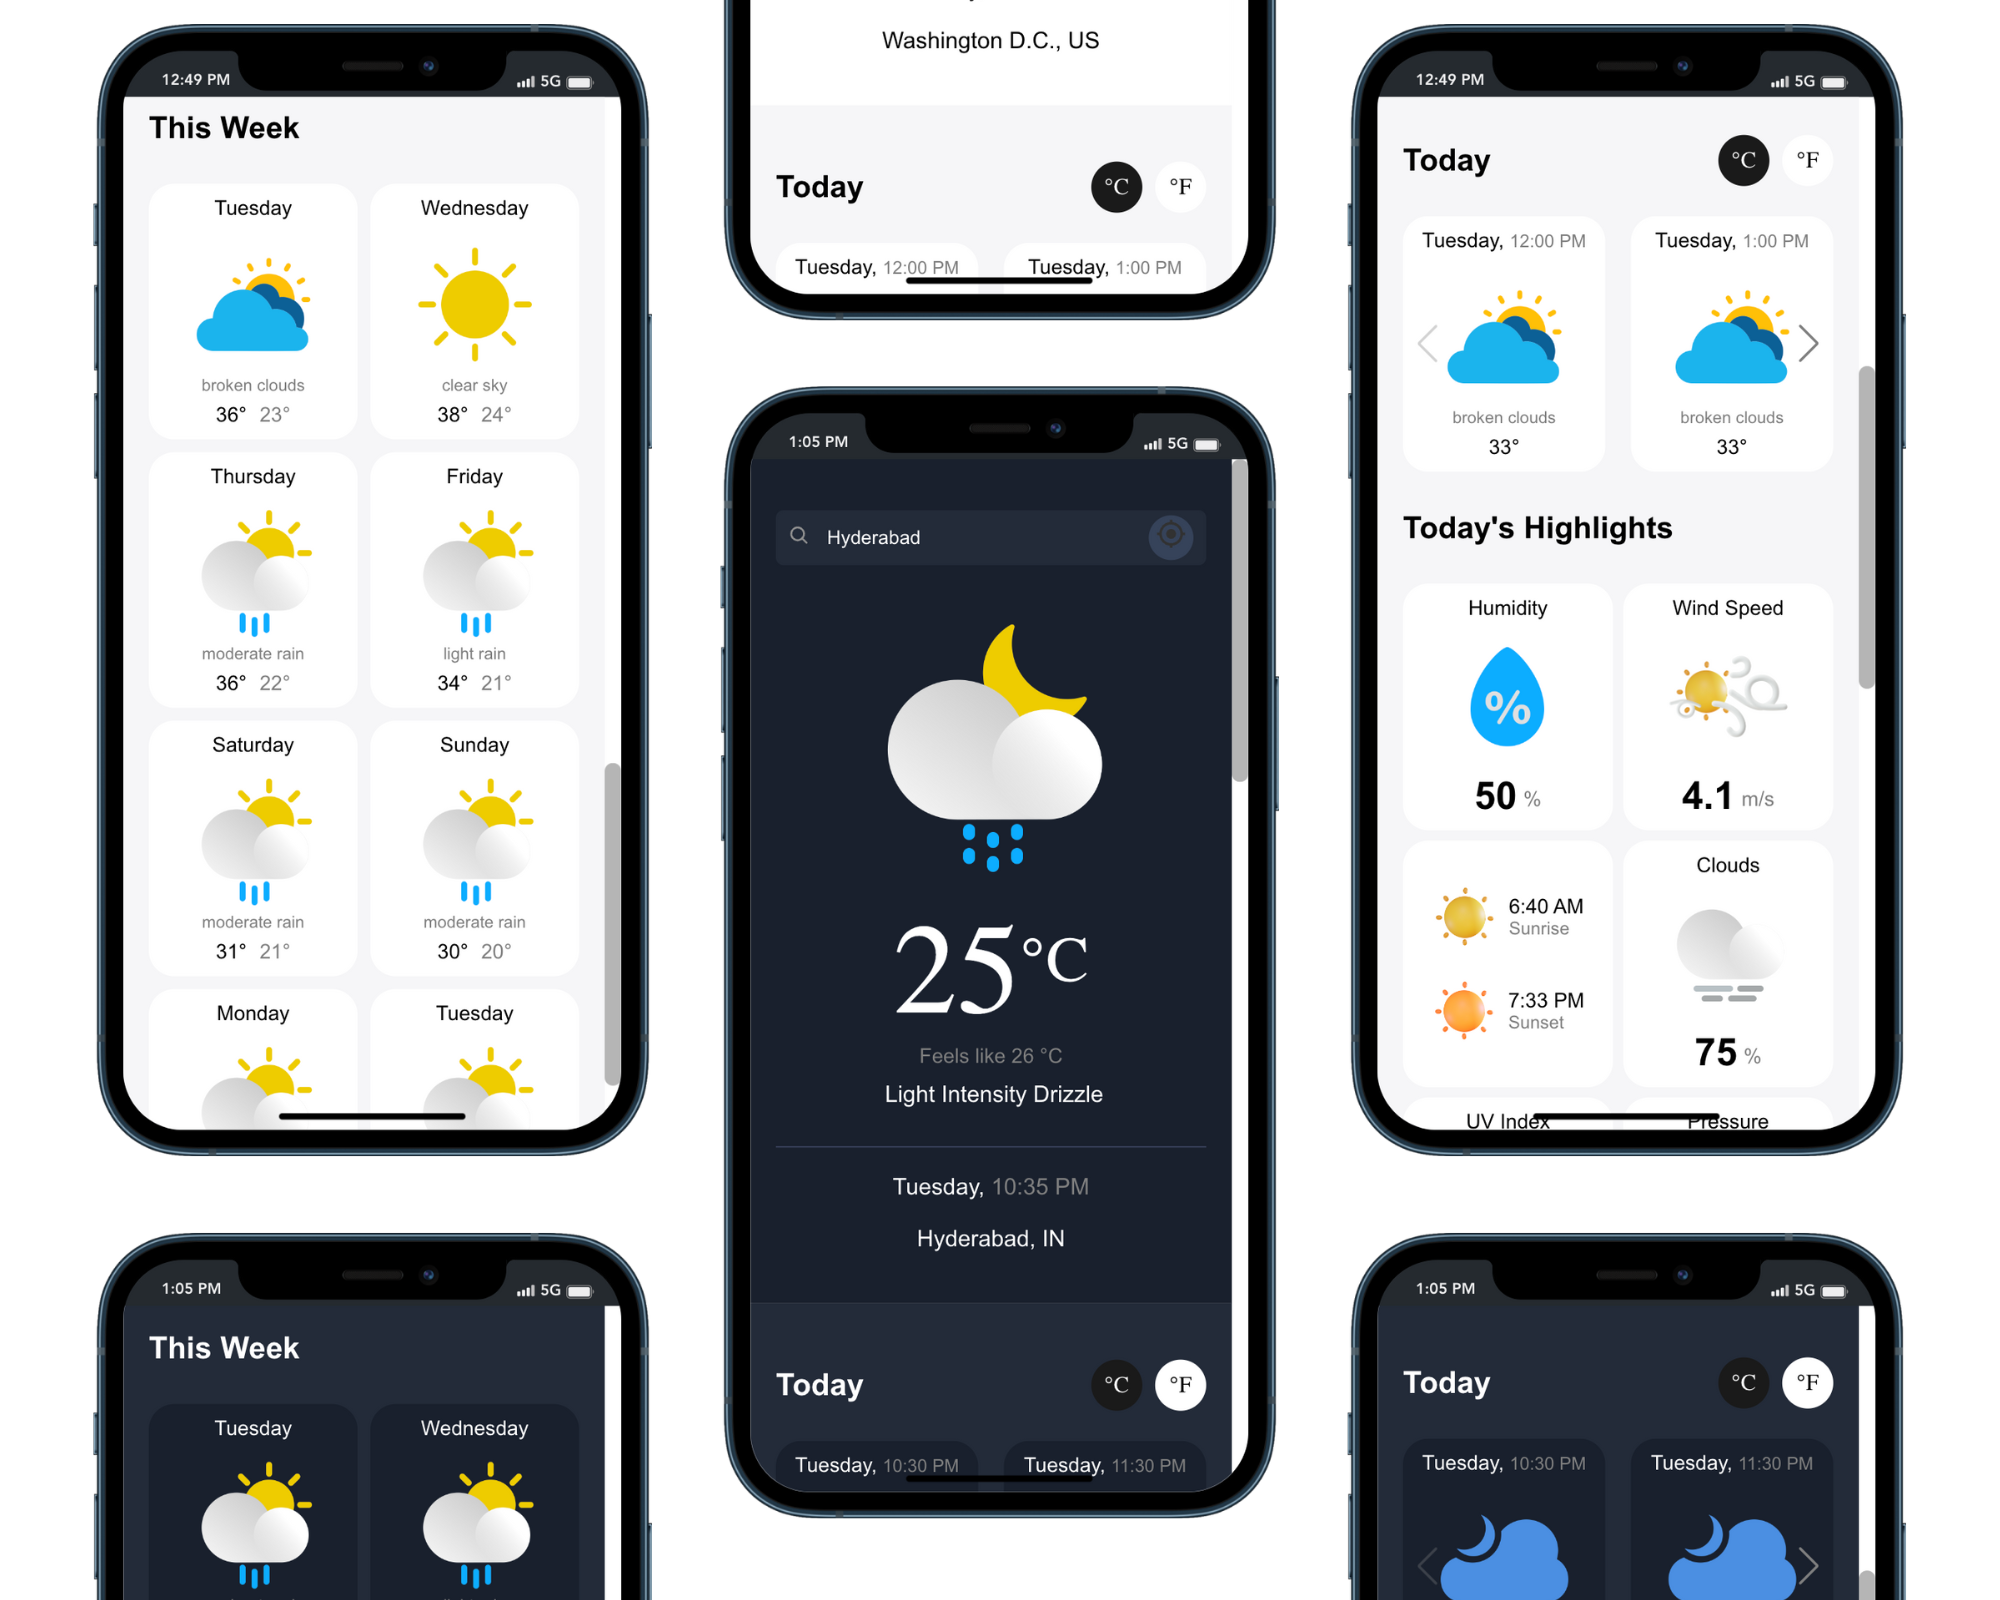 12:49 PM
5G
This Week
Tuesday
Wednesday
broken clouds
36° 23°
clear sky
38° 24°
Thursday
Friday
moderate rain
36° 22°
light rain
34° 21°
Saturday
Sunday
moderate rain
31° 21°
moderate rain
30° 20°
Monday
Tuesday
1:05 PM
5G
This Week
Tuesday
Wednesday
Washington D.C., US
Today
°C
°F
Tuesday, 12:00 PM
Tuesday, 1:00 PM
1:05 PM
5G
Hyderabad
25°C
Feels like 26 °C
Light Intensity Drizzle
Tuesday, 10:35 PM
Hyderabad, IN
Today
°C
°F
Tuesday, 10:30 PM
Tuesday, 11:30 PM
12:49 PM
5G
Today
°C
°F
Tuesday, 12:00 PM
Tuesday, 1:00 PM
broken clouds
33°
broken clouds
33°
Today's Highlights
Humidity
Wind Speed
%
50 %
4.1 m/s
6:40 AM
Sunrise
7:33 PM
Sunset
Clouds
75 %
UV Index
Pressure
1:05 PM
5G
Today
°C
°F
Tuesday, 10:30 PM
Tuesday, 11:30 PM